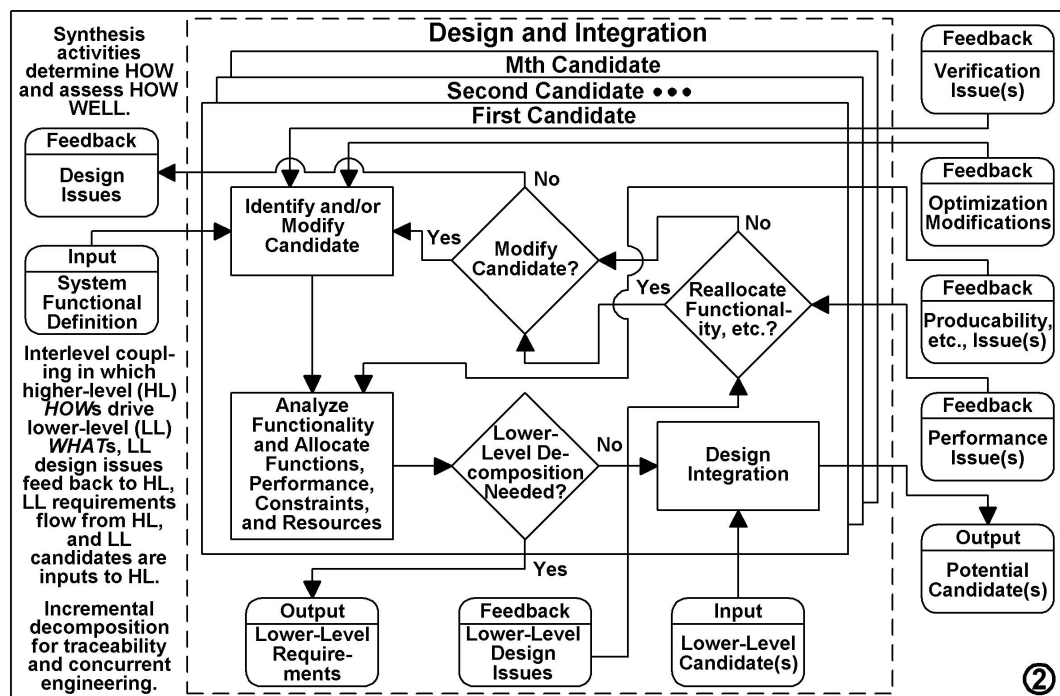 Synthesis
activities
determine HOW
and assess HOW
WELL.
Feedback
Design
Issues
Input
System
Functional
Definition
Interlevel coupl-
ing in which
higher-level (HL)
HOWs drive
lower-level (LL)
WHATs, LL
design issues
feed back to HL,
LL requirements
flow from HL,
and LL
candidates are
inputs to HL.
Incremental
decomposition
for traceability
and concurrent
engineering.
Design and Integration
Mth Candidate
Second Candidate •••
First Candidate
Identify and/or
Modify
Candidate
No
Yes
Modify
Candidate?
No
Yes
Reallocate
Functional-
ity, etc.?
Analyze
Functionality
and Allocate
Functions,
Performance,
Constraints,
and Resources
Lower-
Level De-
composition
Needed?
No
Yes
Design
Integration
Output
Lower-Level
Require-
ments
Feedback
Lower-Level
Design
Issues
Input
Lower-Level
Candidate(s)
Feedback
Verification
Issue(s)
Feedback
Optimization
Modifications
Feedback
Producability,
etc., Issue(s)
Feedback
Performance
Issue(s)
Output
Potential
Candidate(s)
2